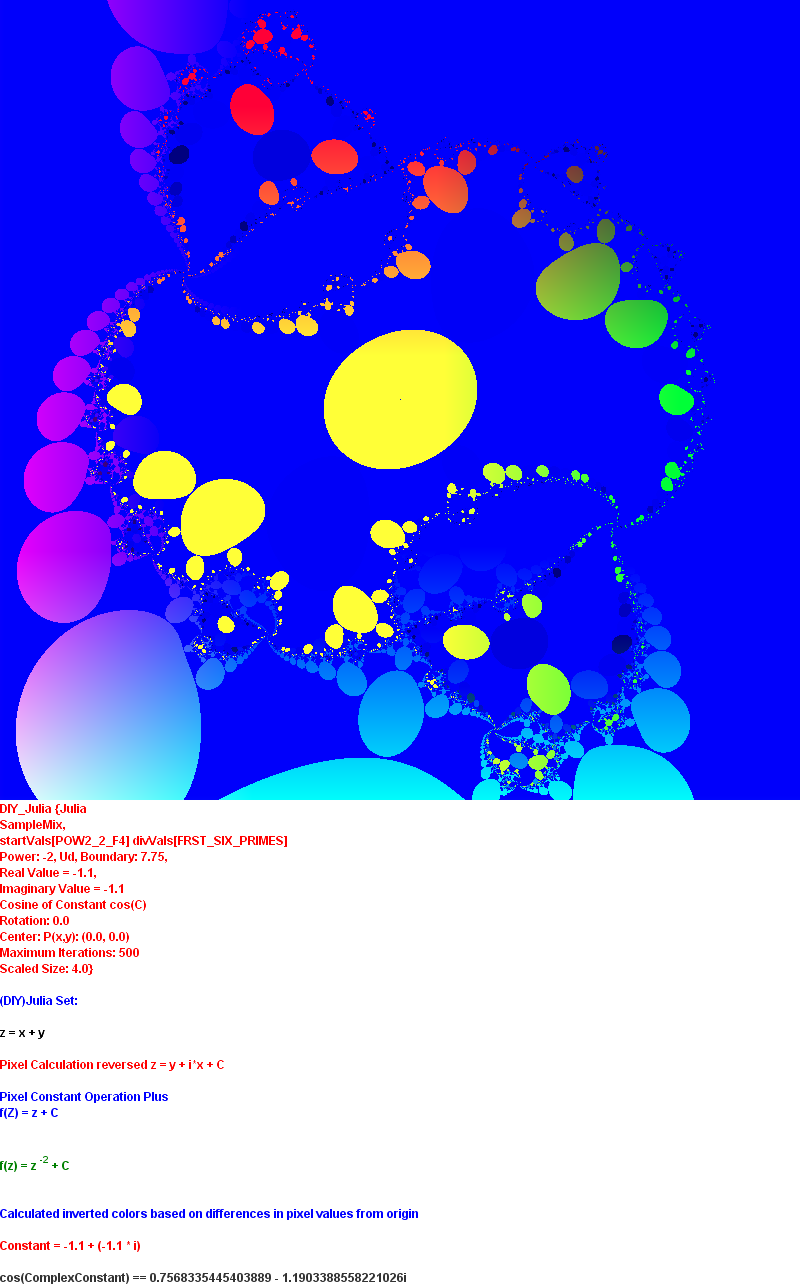 DIY_Julia {Julia
SampleMix,
startVals[POW2_2_F4] divVals[FRST_SIX_PRIMES]
Power: -2, Ud, Boundary: 7.75,
Real Value = -1.1,
Imaginary Value = -1.1
Cosine of Constant cos(C)
Rotation: 0.0
Center: P(x,y): (0.0, 0.0)
Maximum Iterations: 500
Scaled Size: 4.0}
(DIY)Julia Set:
z = x + y
Pixel Calculation reversed z = y + i*x + C
Pixel Constant Operation Plus
f(Z) = z + C
f(z) = z -2 + C
Calculated inverted colors based on differences in pixel values from origin
Constant = -1.1 + (-1.1 * i)
cos(ComplexConstant) == 0.7568335445403889 - 1.1903388558221026i